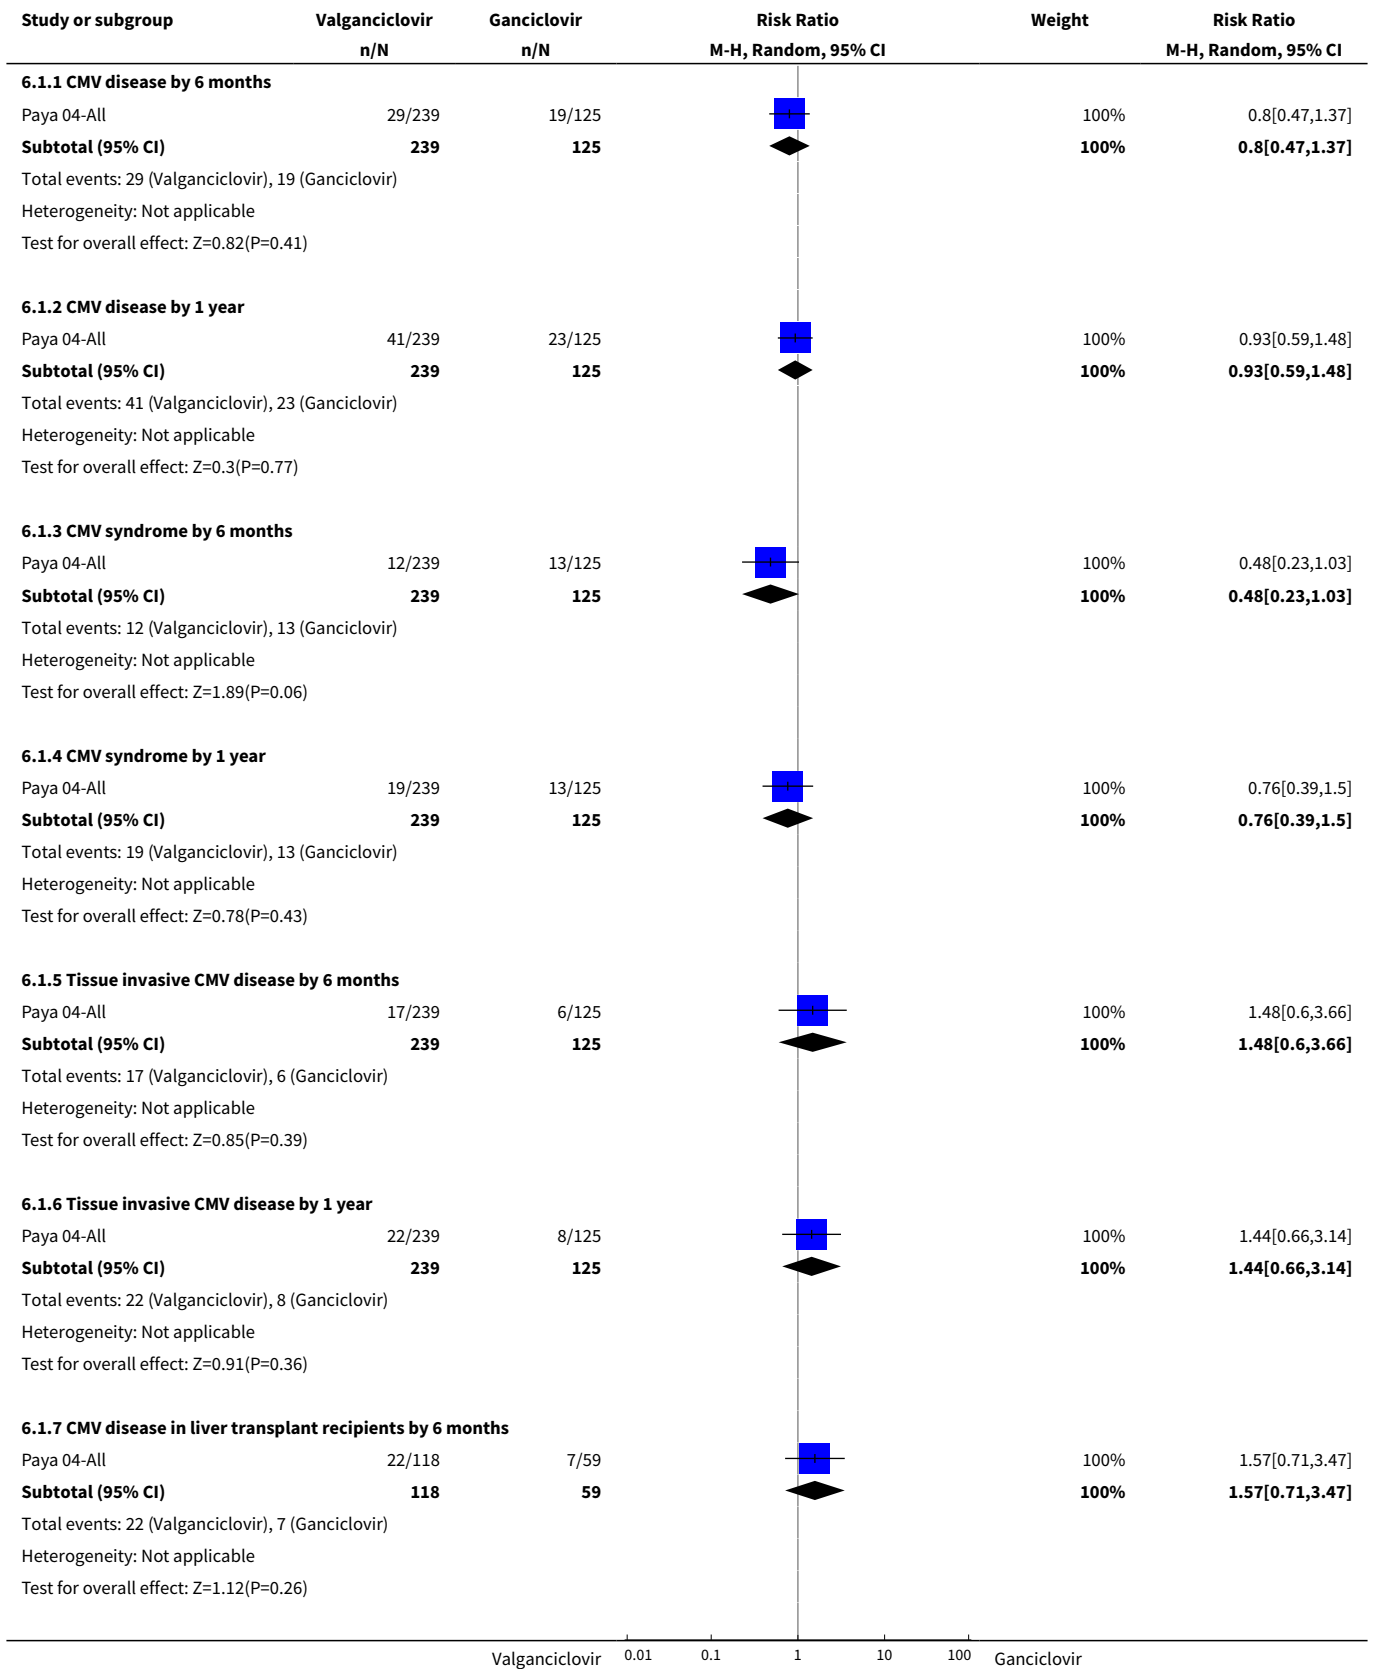 Study or subgroup Valganciclovir Ganciclovir Risk Ratio Weight Risk Ratio
n/N n/N M-H, Random, 95% CI M-H, Random, 95% CI
6.1.1 CMV disease by 6 months
Paya 04-All 29/239 19/125 100% 0.8[0.47,1.37]
Subtotal (95% CI) 239 125 100% 0.8[0.47,1.37]
Total events: 29 (Valganciclovir), 19 (Ganciclovir)
Heterogeneity: Not applicable
Test for overall effect: Z=0.82(P=0.41)
6.1.2 CMV disease by 1 year
Paya 04-All 41/239 23/125 100% 0.93[0.59,1.48]
Subtotal (95% CI) 239 125 100% 0.93[0.59,1.48]
Total events: 41 (Valganciclovir), 23 (Ganciclovir)
Heterogeneity: Not applicable
Test for overall effect: Z=0.3(P=0.77)
6.1.3 CMV syndrome by 6 months
Paya 04-All 12/239 13/125 100% 0.48[0.23,1.03]
Subtotal (95% CI) 239 125 100% 0.48[0.23,1.03]
Total events: 12 (Valganciclovir), 13 (Ganciclovir)
Heterogeneity: Not applicable
Test for overall effect: Z=1.89(P=0.06)
6.1.4 CMV syndrome by 1 year
Paya 04-All 19/239 13/125 100% 0.76[0.39,1.5]
Subtotal (95% CI) 239 125 100% 0.76[0.39,1.5]
Total events: 19 (Valganciclovir), 13 (Ganciclovir)
Heterogeneity: Not applicable
Test for overall effect: Z=0.78(P=0.43)
6.1.5 Tissue invasive CMV disease by 6 months
Paya 04-All 17/239 6/125 100% 1.48[0.6,3.66]
Subtotal (95% CI) 239 125 100% 1.48[0.6,3.66]
Total events: 17 (Valganciclovir), 6 (Ganciclovir)
Heterogeneity: Not applicable
Test for overall effect: Z=0.85(P=0.39)
6.1.6 Tissue invasive CMV disease by 1 year
Paya 04-All 22/239 8/125 100% 1.44[0.66,3.14]
Subtotal (95% CI) 239 125 100% 1.44[0.66,3.14]
Total events: 22 (Valganciclovir), 8 (Ganciclovir)
Heterogeneity: Not applicable
Test for overall effect: Z=0.91(P=0.36)
6.1.7 CMV disease in liver transplant recipients by 6 months
Paya 04-All 22/118 7/59 100% 1.57[0.71,3.47]
Subtotal (95% CI) 118 59 100% 1.57[0.71,3.47]
Total events: 22 (Valganciclovir), 7 (Ganciclovir)
Heterogeneity: Not applicable
Test for overall effect: Z=1.12(P=0.26)
Valganciclovir 0.01 0.1 1 10 100 Ganciclovir